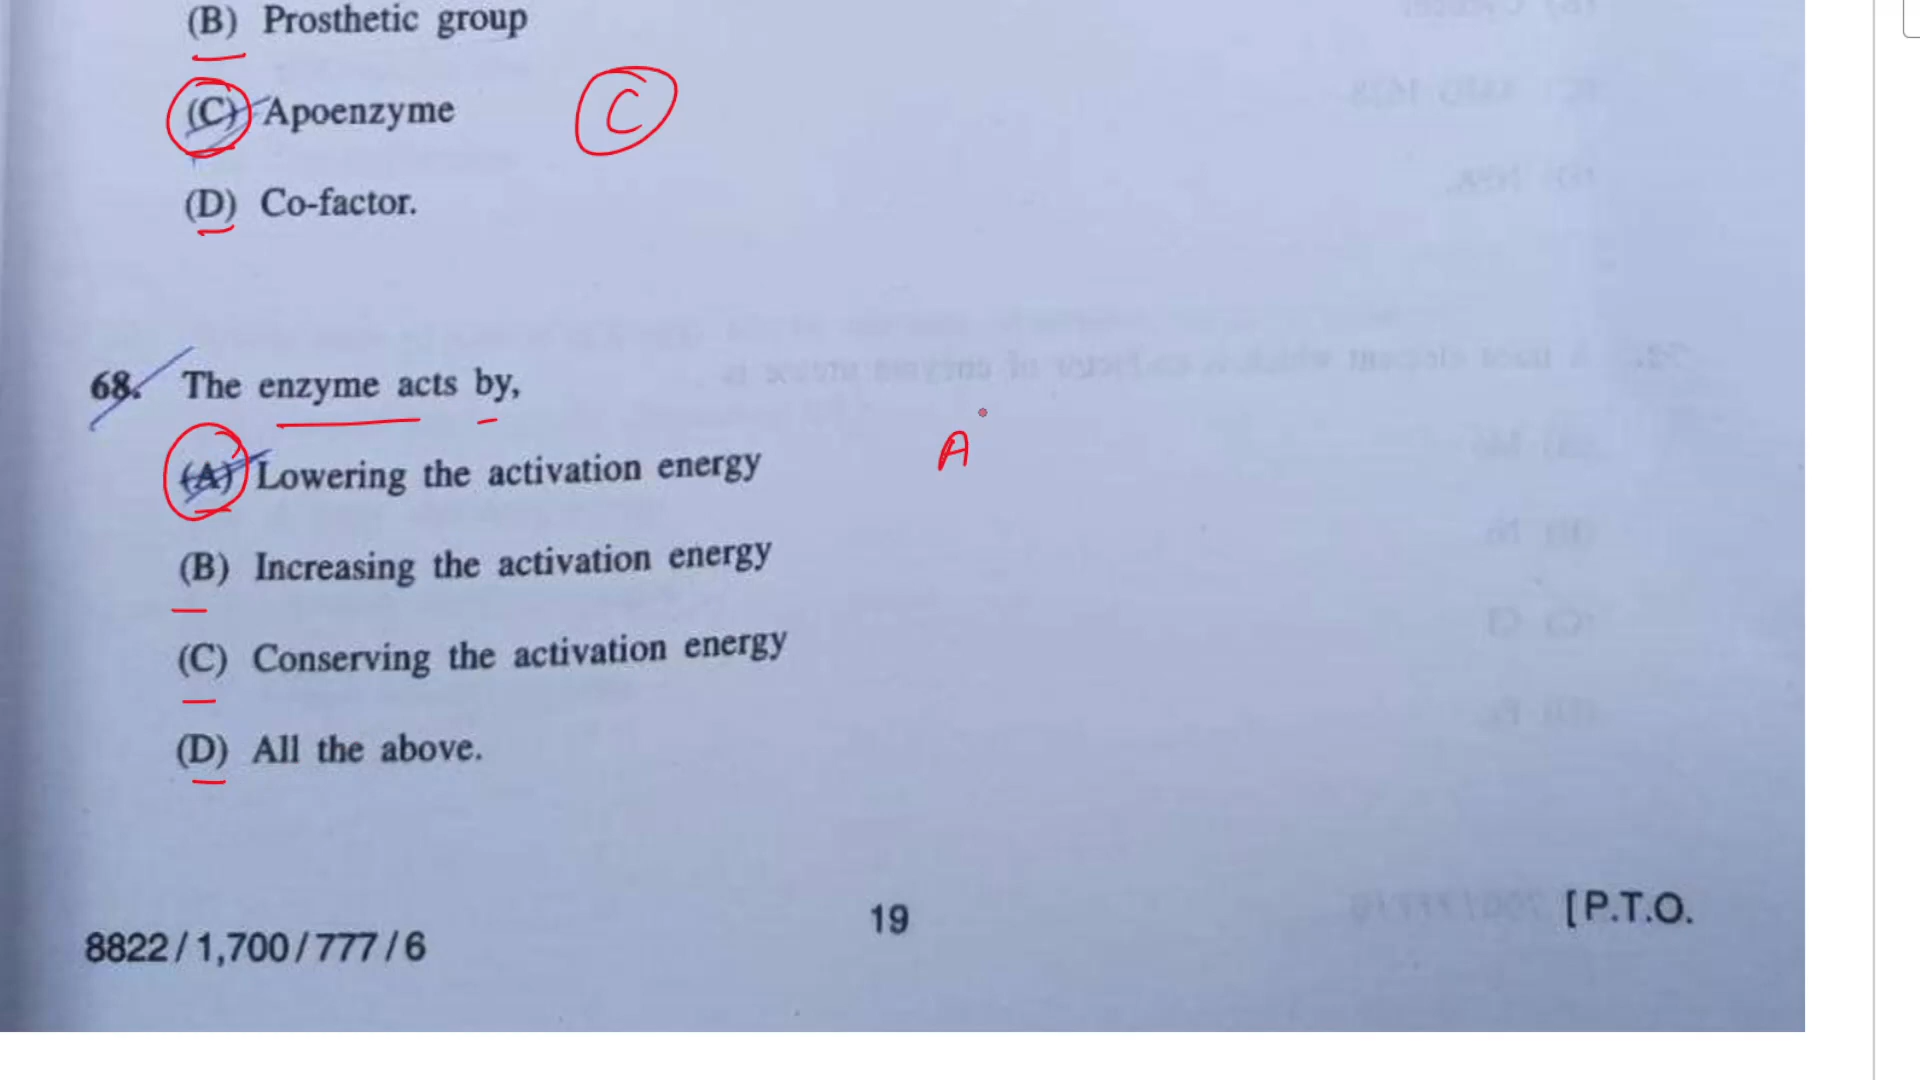 (B) Prosthetic group
(C) Apoenzyme C
(D) Co-factor.
68. The enzyme acts by,
(A) Lowering the activation energy A
(B) Increasing the activation energy
(C) Conserving the activation energy
(D) All the above.
8822/1,700/777/6 19 [P.T.O.